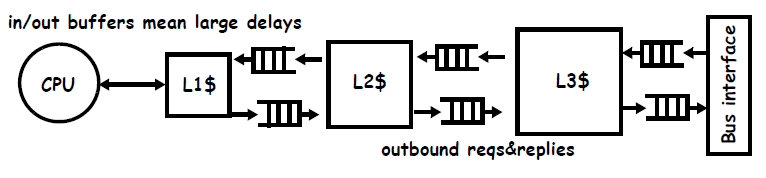 in/out buffers mean large delays
CPU
L1$
L2$
L3$
Bus interface
outbound reqs&replies